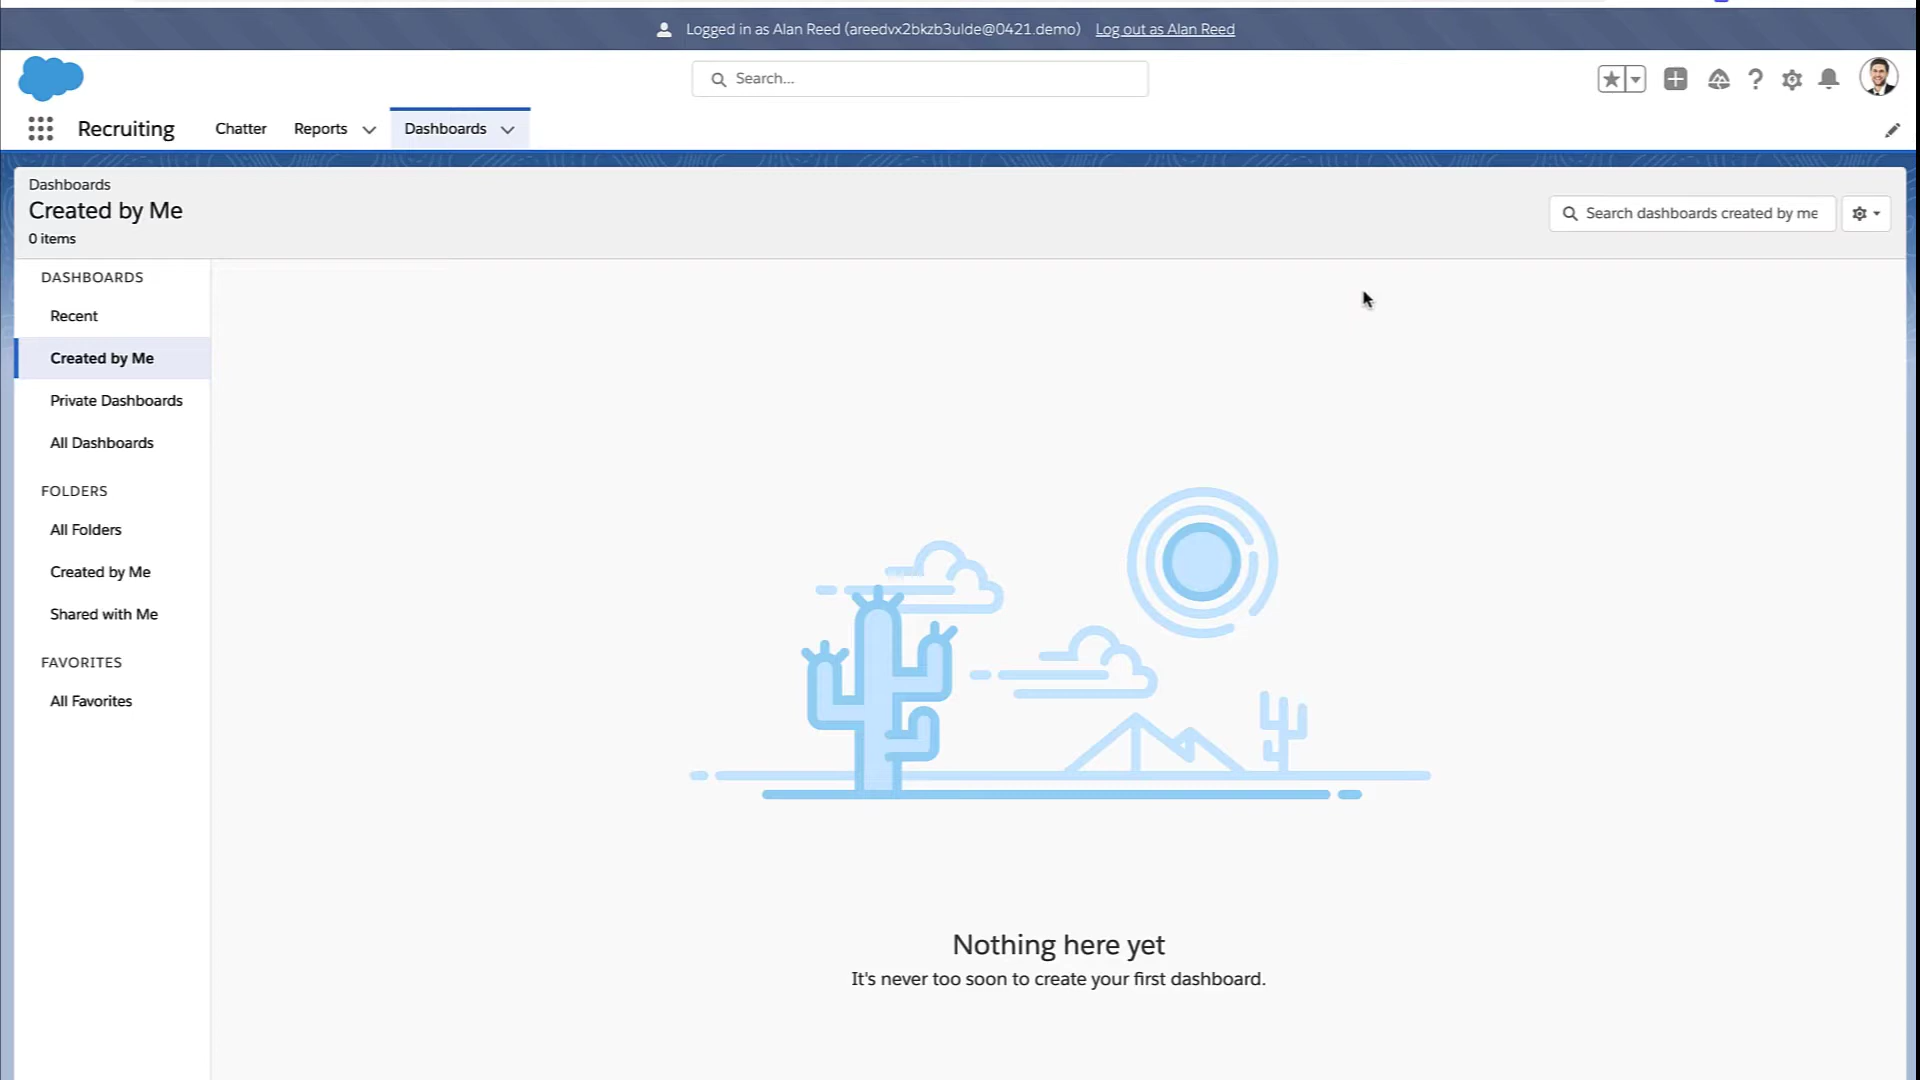 Logged in as Alan Reed (areedvx2bkzb3ulde@0421.demo) Log out as Alan Reed
Search...
Recruiting Chatter Reports Dashboards
Dashboards
Created by Me
0 items
Search dashboards created by me
DASHBOARDS
Recent
Created by Me
Private Dashboards
All Dashboards
FOLDERS
All Folders
Created by Me
Shared with Me
FAVORITES
All Favorites
Nothing here yet
It's never too soon to create your first dashboard.